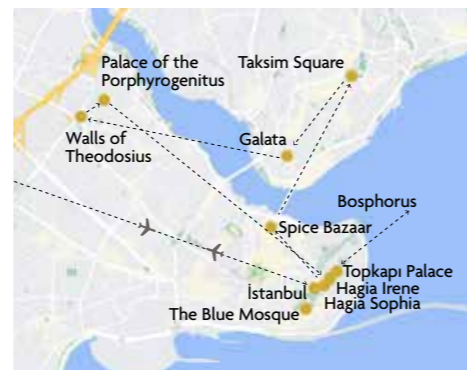 Palace of the
Porphyrogenitus
Taksim Square
Walls of
Theodosius
Galata
Bosphorus
Spice Bazaar
Topkapı Palace
İstanbul
Hagia Irene
Hagia Sophia
The Blue Mosque